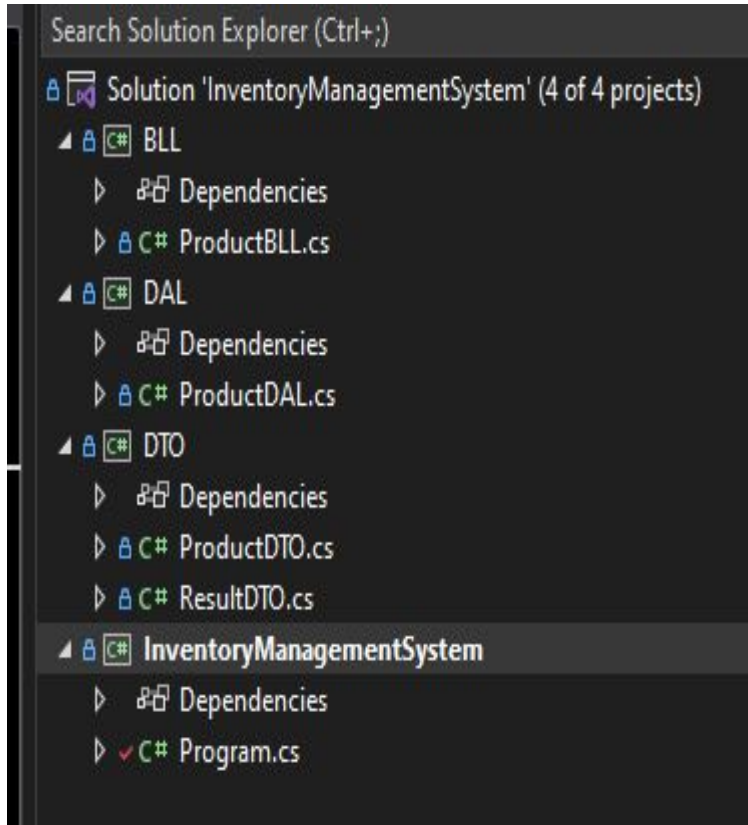 Search Solution Explorer (Ctrl+;)
Solution 'InventoryManagementSystem' (4 of 4 projects)
C# BLL
Dependencies
C# ProductBLL.cs
C# DAL
Dependencies
C# ProductDAL.cs
C# DTO
Dependencies
C# ProductDTO.cs
C# ResultDTO.cs
C# InventoryManagementSystem
Dependencies
C# Program.cs